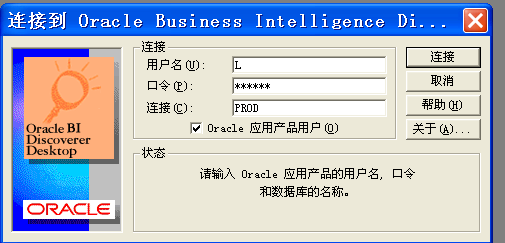 连接到 Oracle Business Intelligence Di...
Oracle BI
Discoverer
Desktop
ORACLE
连接
用户名(U): L
口令(P): ******
连接(C): PROD
Oracle 应用产品用户(O)
连接
取消
帮助(H)
关于(A)...
状态
请输入 Oracle 应用产品的用户名, 口令
和数据库的名称。